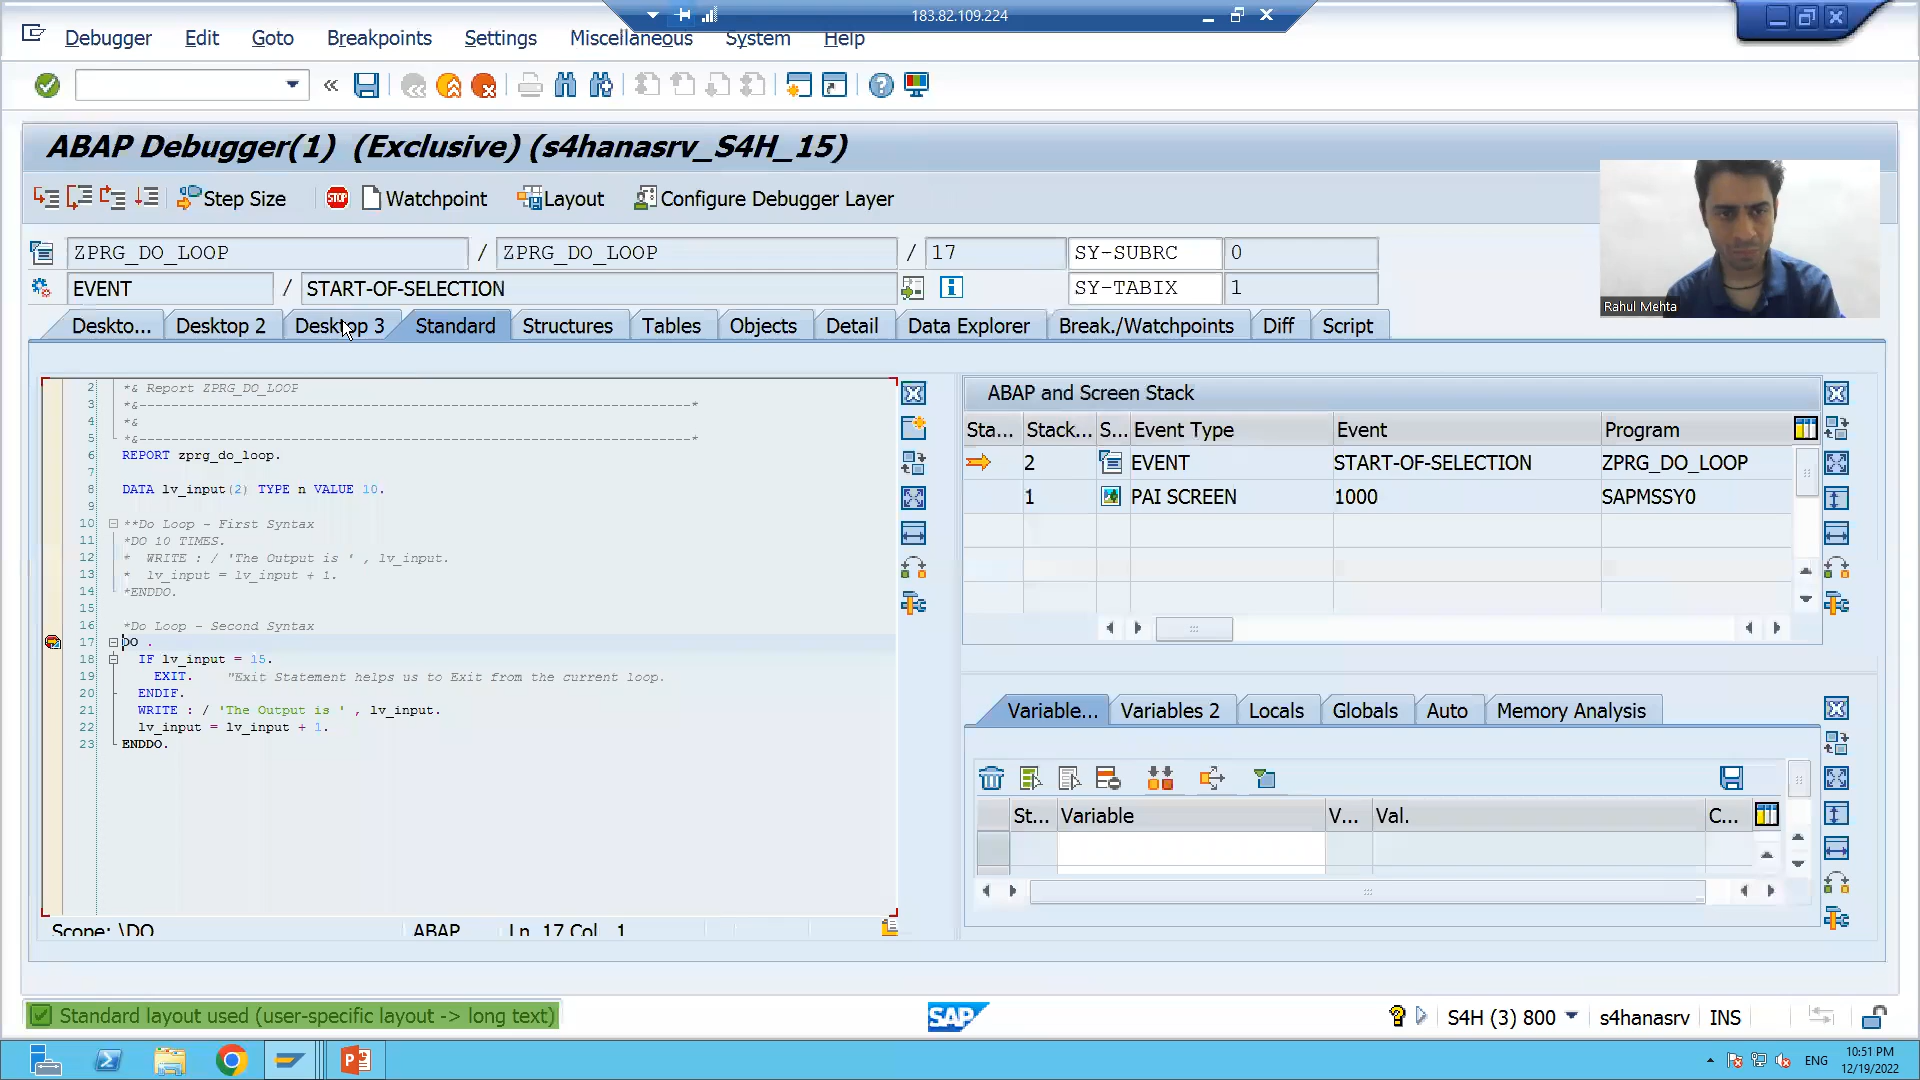 183.82.109.224
Debugger Edit Goto Breakpoints Settings Miscellaneous System Help
ABAP Debugger(1) (Exclusive) (s4hanasrv_S4H_15)
Step Size STOP Watchpoint Layout Configure Debugger Layer
ZPRG_DO_LOOP / ZPRG_DO_LOOP / 17 SY-SUBRC 0
EVENT / START-OF-SELECTION SY-TABIX 1
Rahul Mehta
Deskto... Desktop 2 Desktop 3 Standard Structures Tables Objects Detail Data Explorer Break./Watchpoints Diff Script
2 *& Report ZPRG_DO_LOOP
3 *&---------------------------------------------------------------------*
4 *&
5 *&---------------------------------------------------------------------*
6 REPORT zprg_do_loop.
7
8 DATA lv_input(2) TYPE n VALUE 10.
9
10 **Do Loop - First Syntax
11 *DO 10 TIMES.
12 *  WRITE : / 'The Output is ' , lv_input.
13 *  lv_input = lv_input + 1.
14 *ENDDO.
15
16 *Do Loop - Second Syntax
17 DO .
18 IF lv_input = 15.
19 EXIT.    "Exit Statement helps us to Exit from the current loop.
20 ENDIF.
21 WRITE : / 'The Output is ' , lv_input.
22 lv_input = lv_input + 1.
23 ENDDO.
Scope: \DO ABAP Ln 17 Col 1
ABAP and Screen Stack
Sta... Stack... S... Event Type Event Program
2 EVENT START-OF-SELECTION ZPRG_DO_LOOP
1 PAI SCREEN 1000 SAPMSSY0
Variable... Variables 2 Locals Globals Auto Memory Analysis
St... Variable V... Val. C...
Standard layout used (user-specific layout -> long text)
SAP
S4H (3) 800 s4hanasrv INS
ENG
10:51 PM
12/19/2022